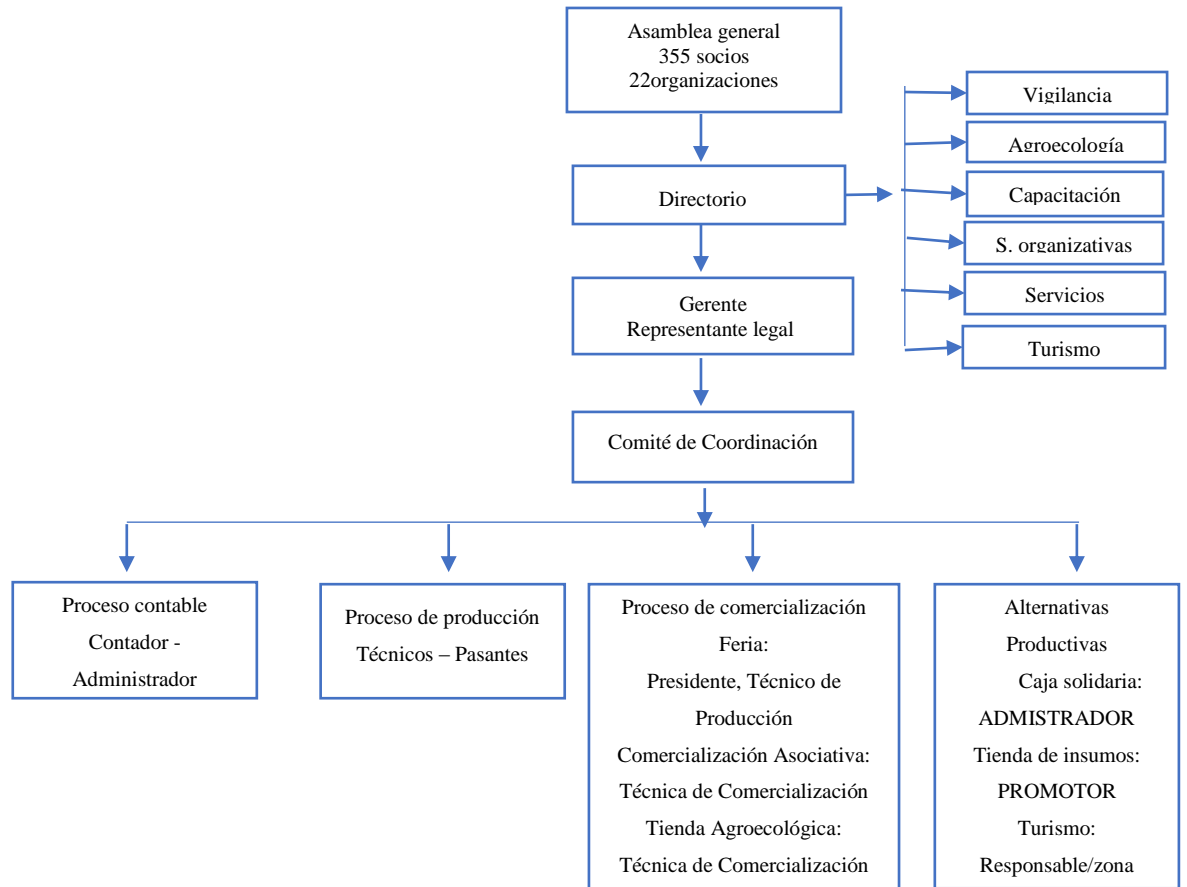 Asamblea general
355 socios
22organizaciones
Vigilancia
Agroecología
Capacitación
S. organizativas
Servicios
Turismo
Directorio
Gerente
Representante legal
Comité de Coordinación
Proceso contable
Contador -
Administrador
Proceso de producción
Técnicos – Pasantes
Proceso de comercialización
Feria:
Presidente, Técnico de
Producción
Comercialización Asociativa:
Técnica de Comercialización
Tienda Agroecológica:
Técnica de Comercialización
Alternativas
Productivas
Caja solidaria:
ADMISTRADOR
Tienda de insumos:
PROMOTOR
Turismo:
Responsable/zona